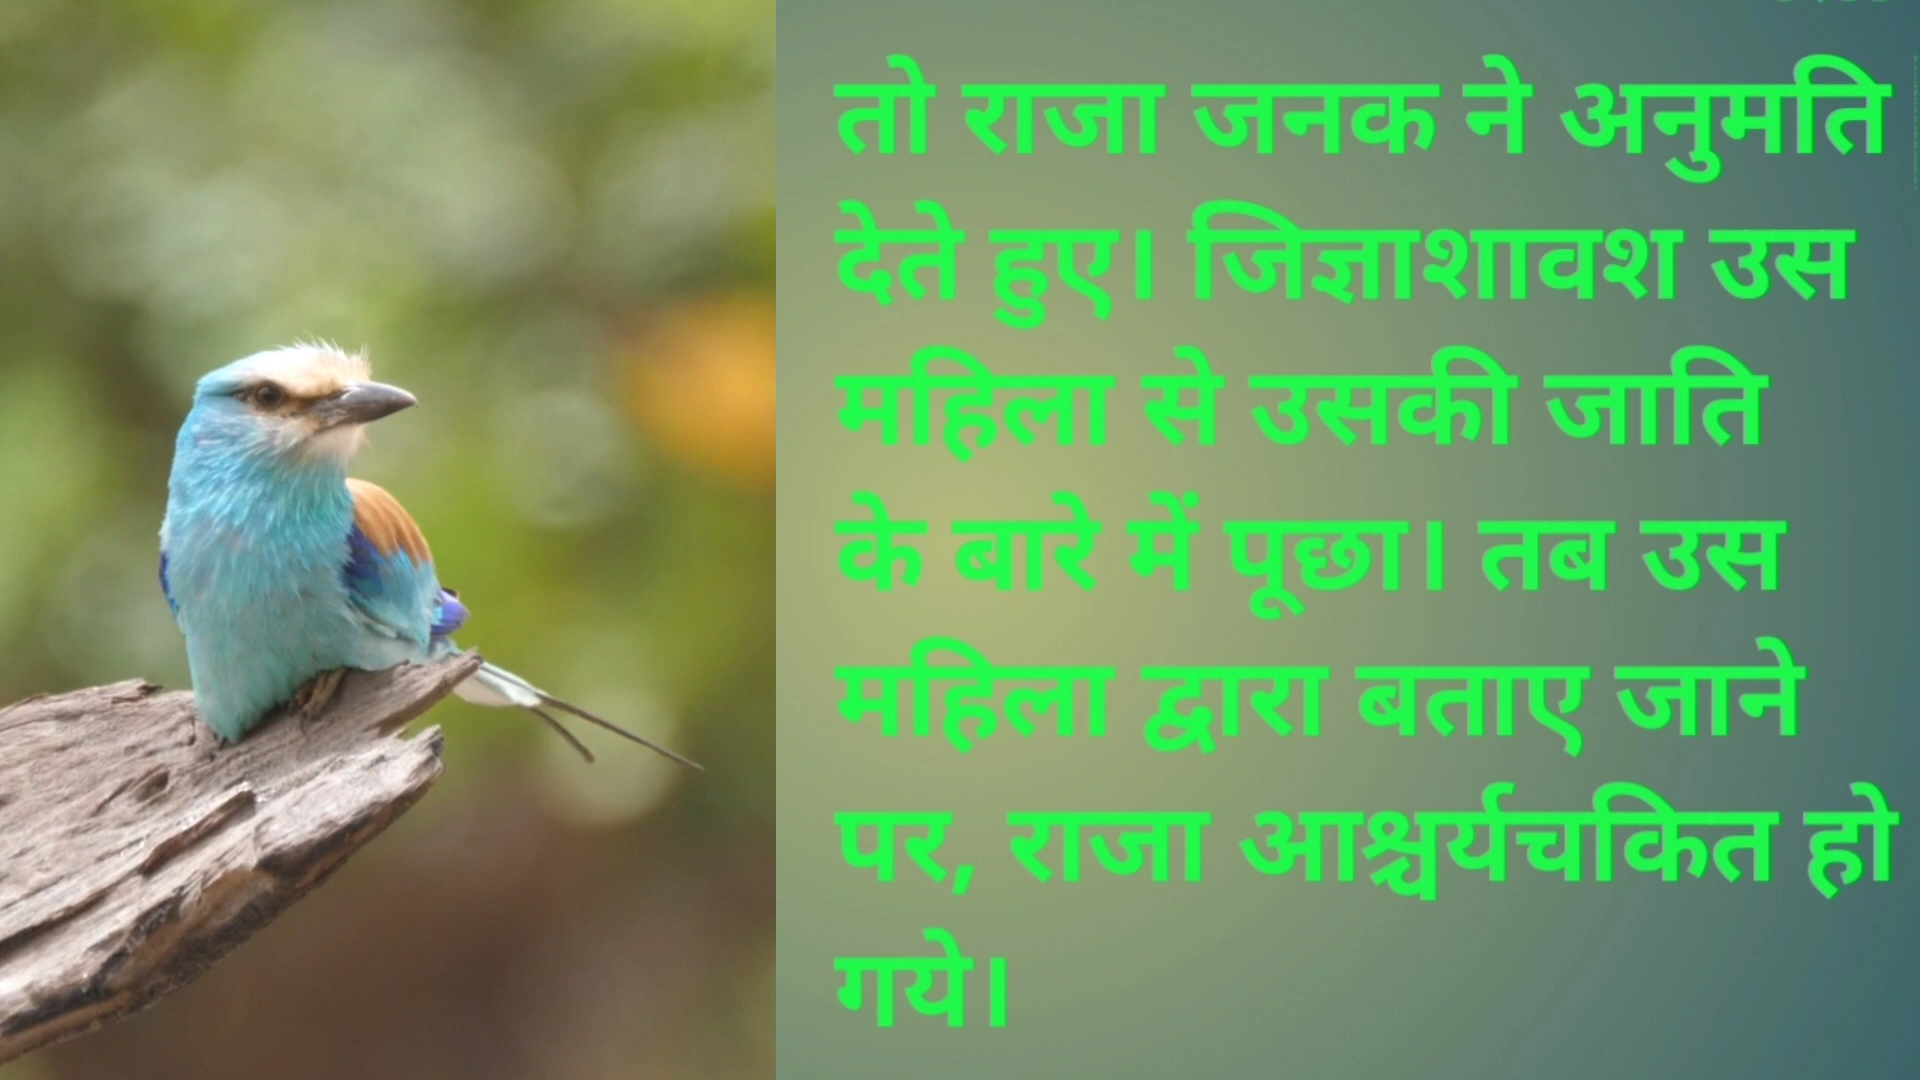 तो राजा जनक ने अनुमति
देते हुए। जिज्ञाशावश उस
महिला से उसकी जाति
के बारे में पूछा। तब उस
महिला द्वारा बताए जाने
पर, राजा आश्चर्यचकित हो
गये।